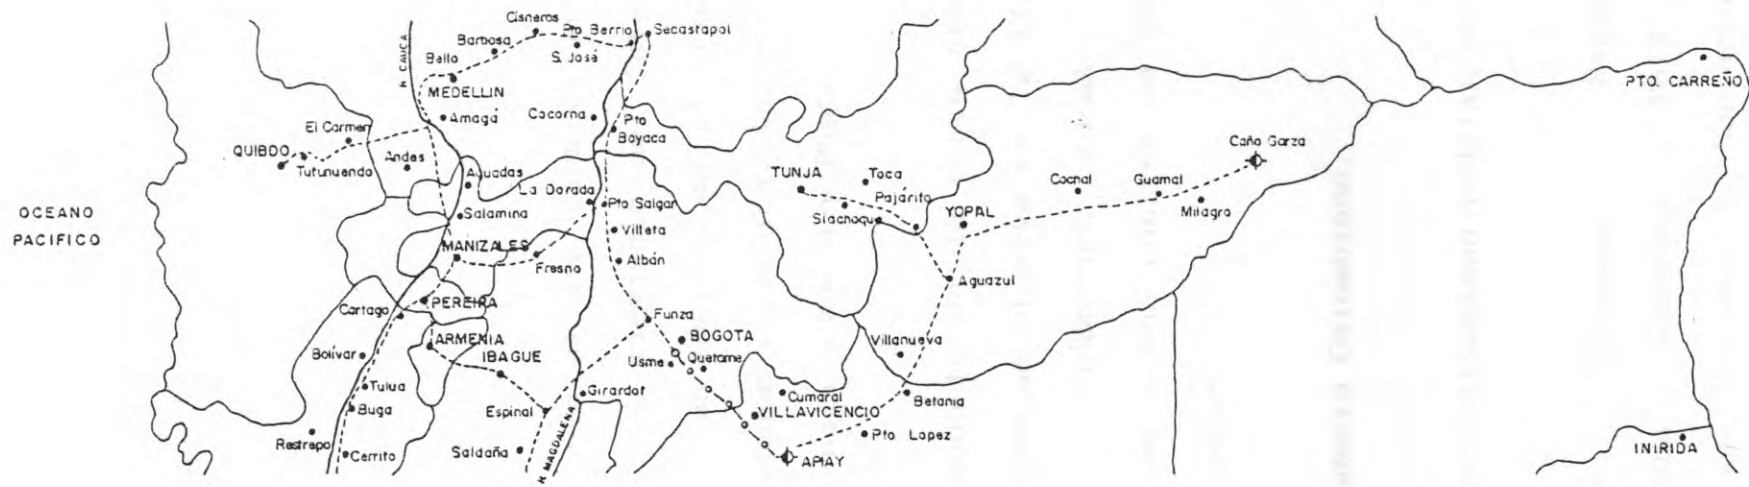 Cisneros
Pto Berrio
Secastapol
Barbosa
S. José
Bello
R. CAUCA
MEDELLIN
PTO. CARREÑO
Amagá
Cocorna
Pto
Boyaca
El Carmen
QUIBDO
Tutunuendo
Andes
Caño Garza
Aguadas
La Dorada
TUNJA
Toca
Cocnal
Guamal
Pajárito
Milagro
OCEANO
PACIFICO
Salamina
Pto Salgar
Siachoque
YOPAL
Villeta
MANIZALES
Fresno
Albán
Aguazul
PEREIRA
Cartago
Funza
ARMENIA
BOGOTA
Bolívar
IBAGUE
Usme
Quetame
Villanueva
Tulua
Girardot
Cumaral
Betania
Buga
Espinal
VILLAVICENCIO
Restrepo
Pto Lopez
Cerrito
Saldaña
R. MAGDALENA
APIAY
INIRIDA